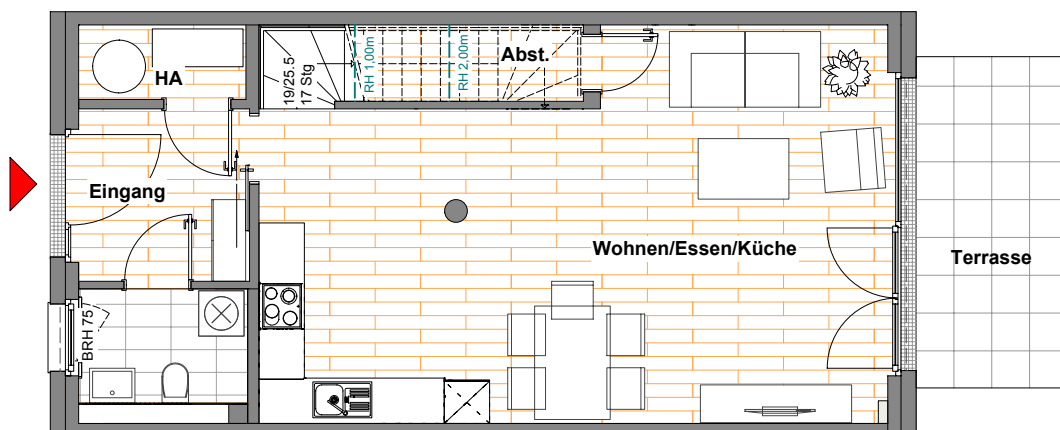 HA
19/25.5
17 Stg
RH 1,00m
RH 2,00m
Abst.
Eingang
Wohnen/Essen/Küche
Terrasse
BRH 75